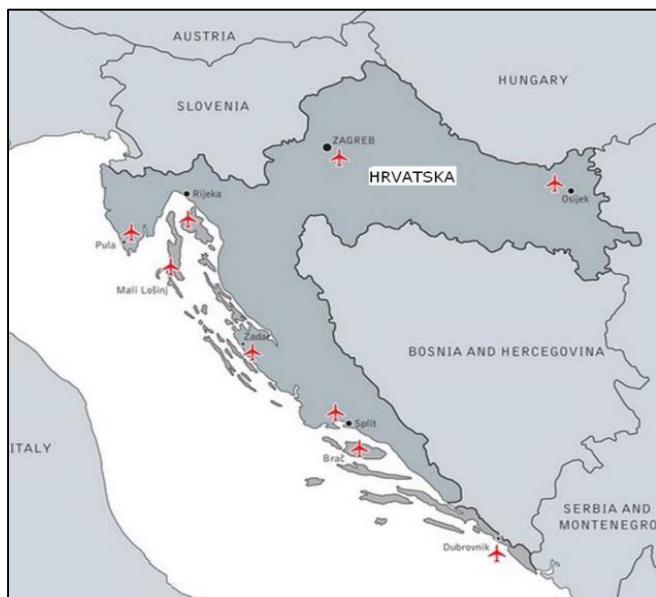 AUSTRIA
HUNGARY
SLOVENIA
ZAGREB
HRVATSKA
Rijeka
Osijek
Pula
Mali Lošinj
Zadar
BOSNIA AND HERCEGOVINA
Split
ITALY
Brač
SERBIA AND
MONTENEGRO
Dubrovnik